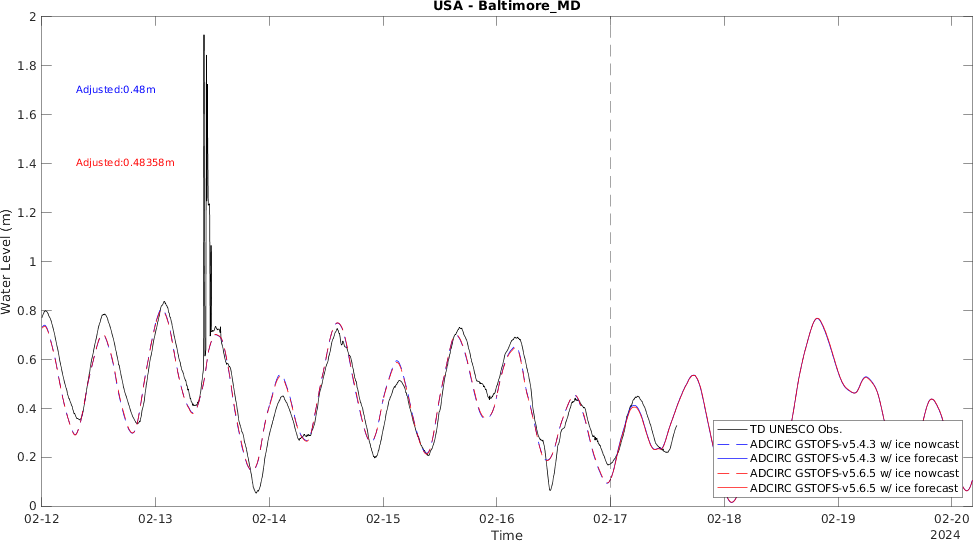 USA - Baltimore_MD
2
1.8
1.6
1.4
1.2
1
0.8
0.6
0.4
0.2
0
Water Level (m)
Adjusted:0.48m
Adjusted:0.48358m
TD UNESCO Obs.
ADCIRC GSTOFS-v5.4.3 w/ ice nowcast
ADCIRC GSTOFS-v5.4.3 w/ ice forecast
ADCIRC GSTOFS-v5.6.5 w/ ice nowcast
ADCIRC GSTOFS-v5.6.5 w/ ice forecast
02-12 02-13 02-14 02-15 02-16 02-17 02-18 02-19 02-20
Time 2024